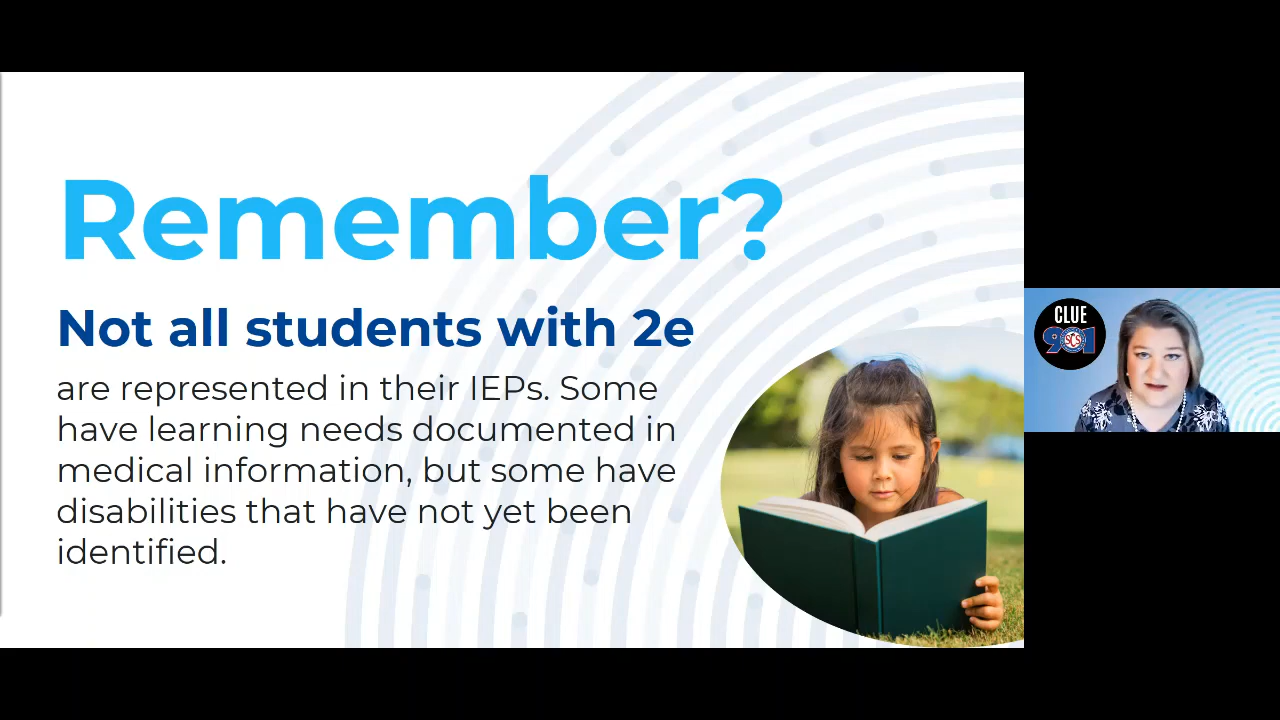 Remember?
Not all students with 2e
are represented in their IEPs. Some
have learning needs documented in
medical information, but some have
disabilities that have not yet been
identified.
CLUE
901
SCS